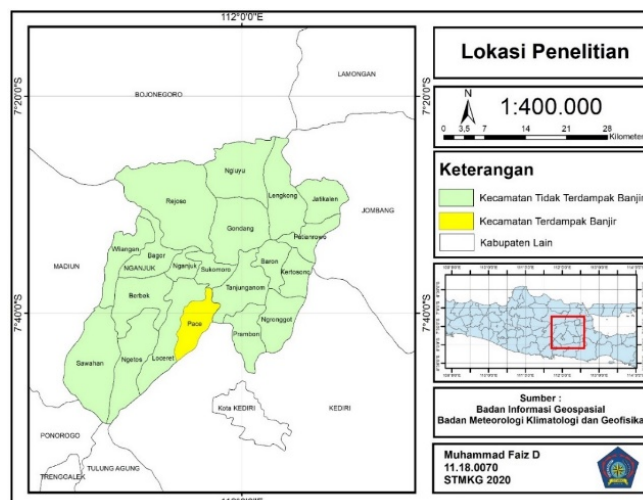 112°0'0"E
7°20'0"S
7°40'0"S
LAMONGAN
BOJONEGORO
Ngluyu
Lengkong
Rejoso
Jatikalen
Gondang
JOMBANG
Patianrowo
Wilangan
Bagor
MADIUN
NGANJUK
Nganjuk
Sukomoro
Baron
Kertosono
Tanjunganom
Berbek
Pace
Ngronggot
Prambon
Loceret
Sawahan
Ngetos
Kota KEDIRI
KEDIRI
PONOROGO
TULUNG AGUNG
TRENGGALEK
Lokasi Penelitian
N
1:400.000
0 3,5 7 14 21 28
Kilometer
Keterangan
Kecamatan Tidak Terdampak Banjir
Kecamatan Terdampak Banjir
Kabupaten Lain
Sumber :
Badan Informasi Geospasial
Badan Meteorologi Klimatologi dan Geofisika
Muhammad Faiz D
11.18.0070
STMKG 2020